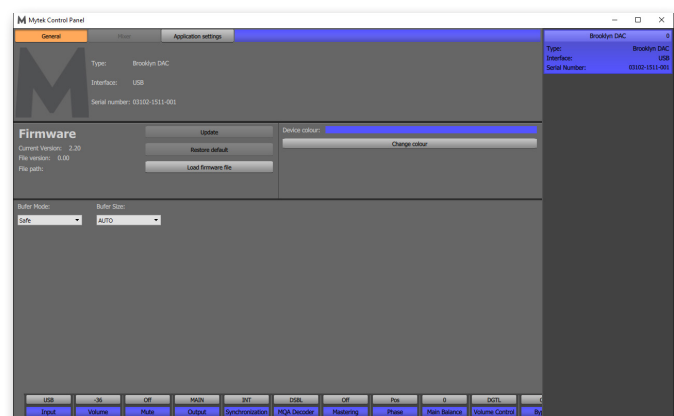 Mytek Control Panel
General Mixer Application settings
Brooklyn DAC 0
Type: Brooklyn DAC
Interface: USB
Serial Number: 03102-1511-001
Type: Brooklyn DAC
Interface: USB
Serial number: 03102-1511-001
Firmware
Current Version: 2.20
File version: 0.00
File path:
Update
Restore default
Load firmware file
Device colour:
Change colour
Bufer Mode: Bufer Size:
Safe AUTO
USB -36 Off MAIN INT DSBL Off Pos 0 DGTL
Input Volume Mute Output Synchronization MQA Decoder Mastering Phase Main Balance Volume Control